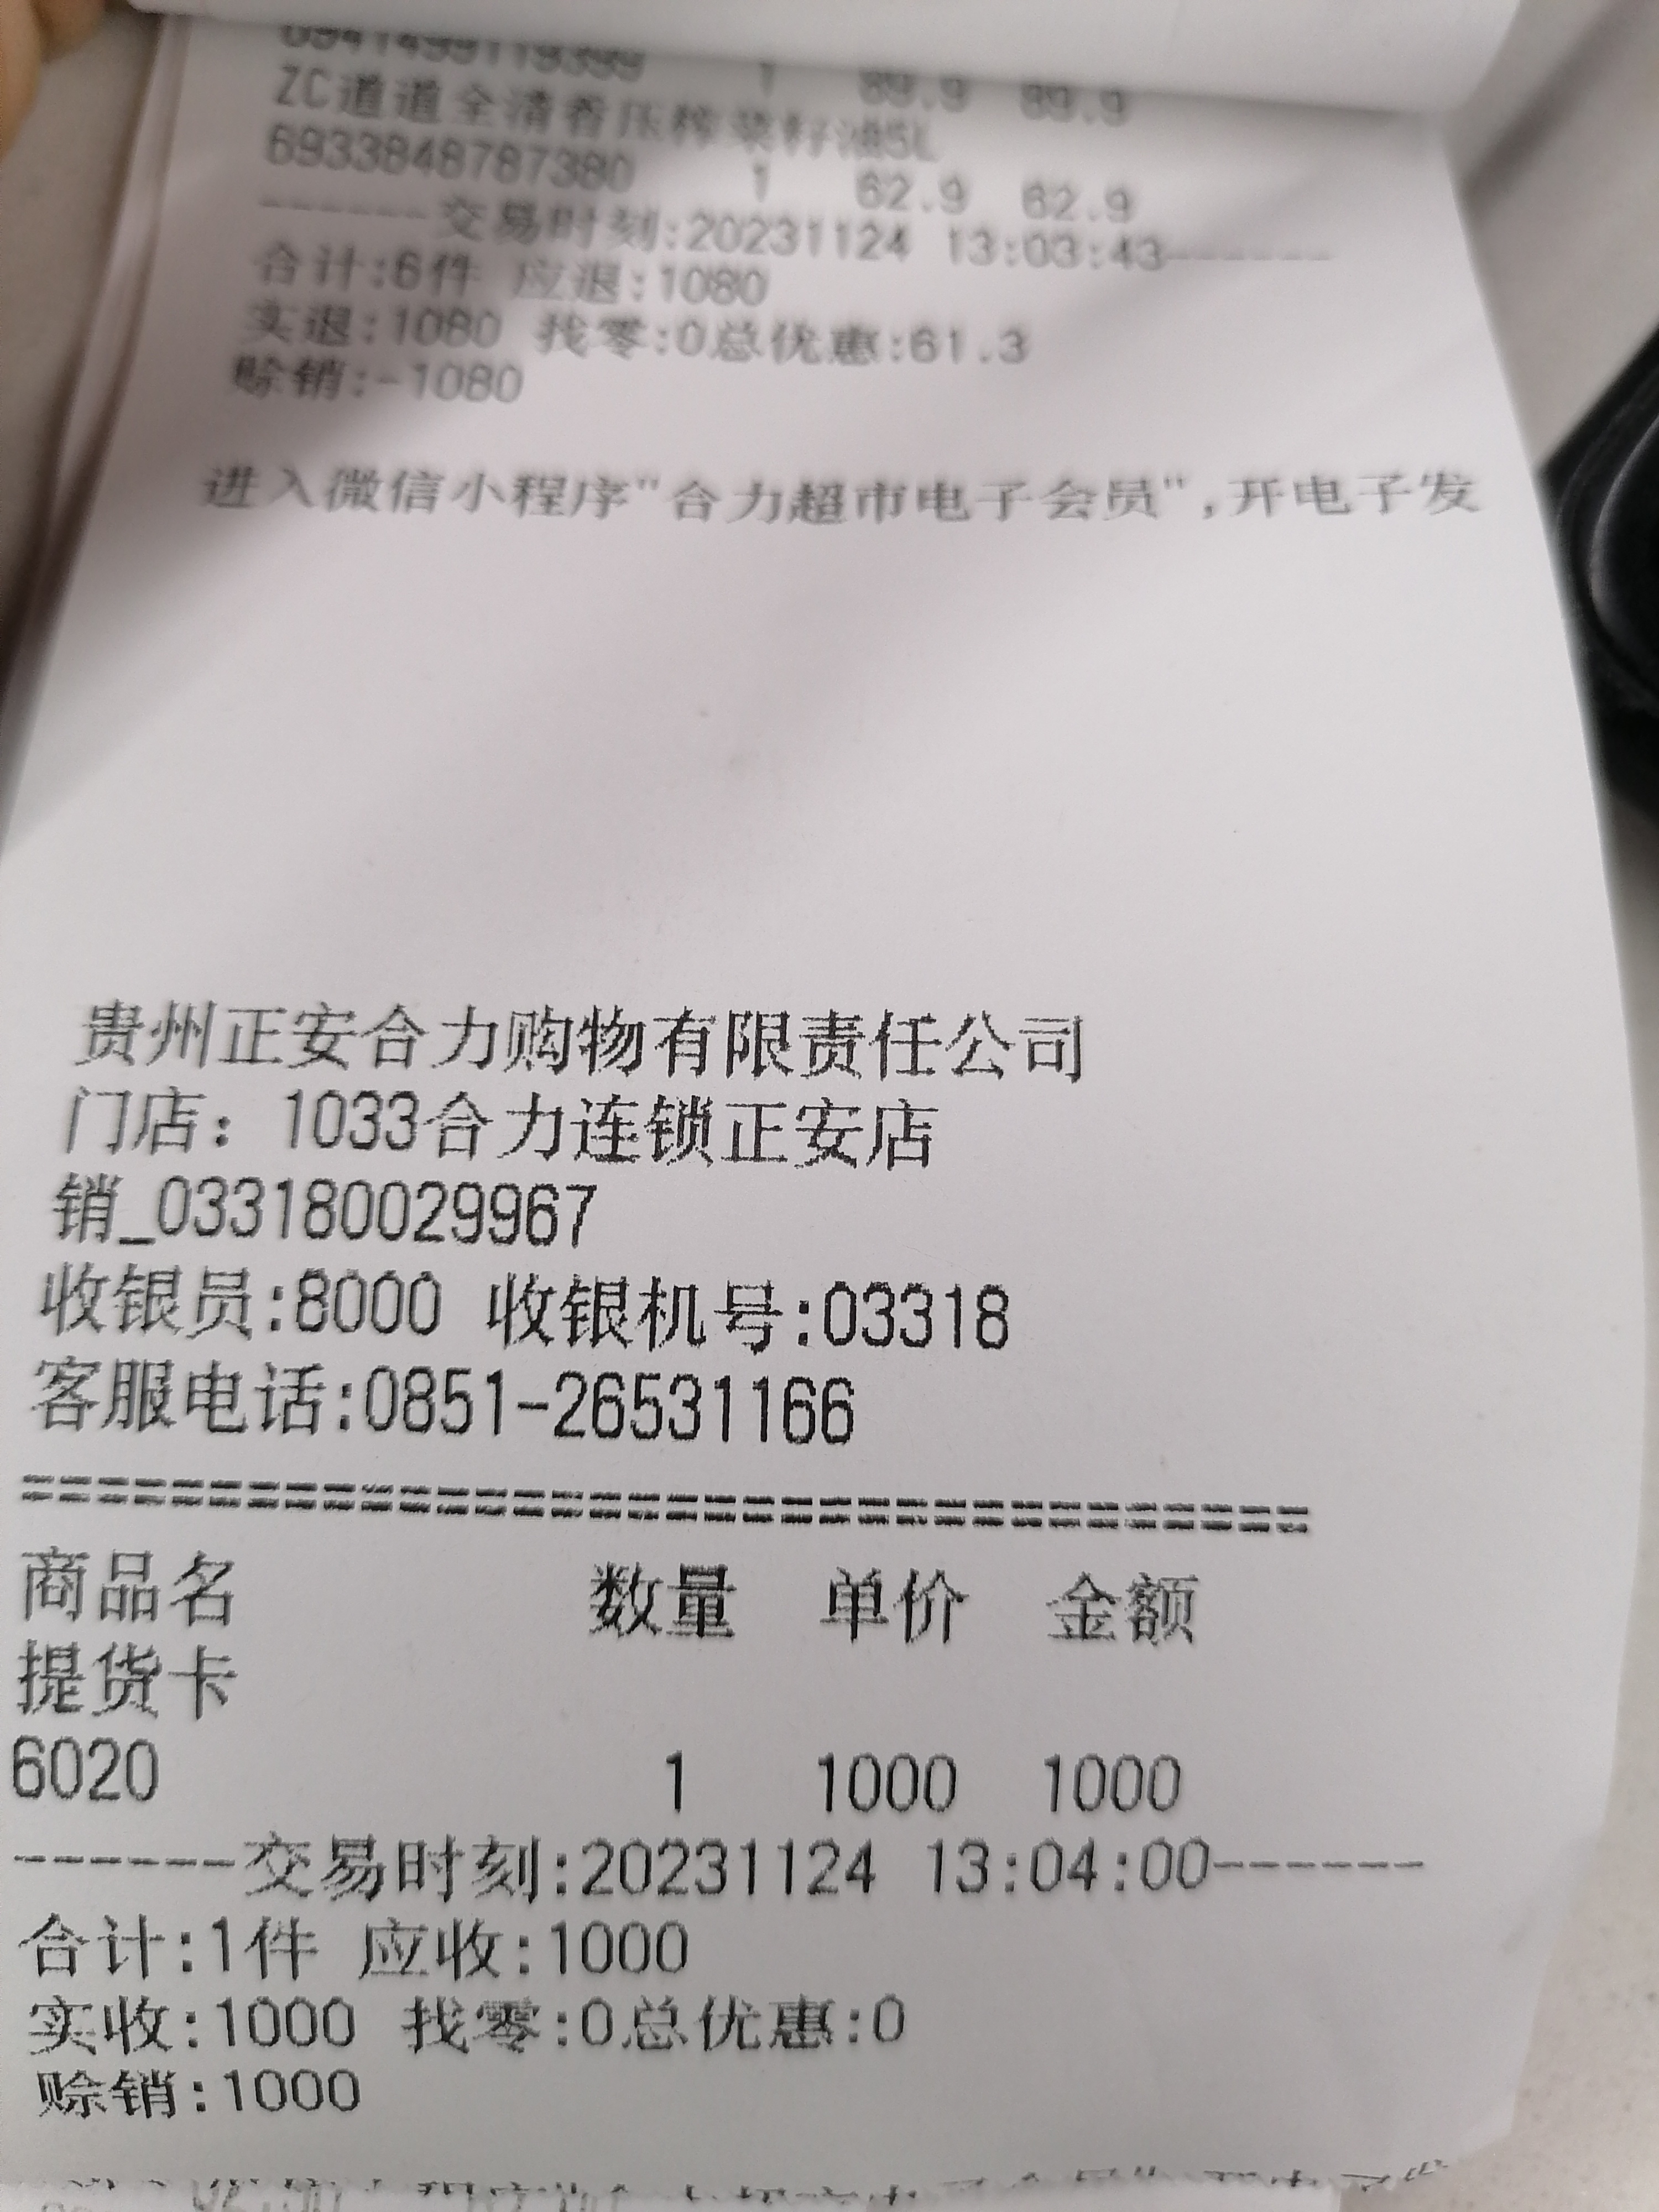 6941499119399 1 89.9 89.9
ZC道道全清香压榨菜籽油5L
6933848787380 1 62.9 62.9
------交易时刻:20231124 13:03:43------
合计:6件 应退:1080
实退:1080 找零:0总优惠:61.3
赊销:-1080
进入微信小程序"合力超市电子会员",开电子发
贵州正安合力购物有限责任公司
门店：1033合力连锁正安店
销_033180029967
收银员:8000 收银机号:03318
客服电话:0851-26531166
===================================
商品名 数量 单价 金额
提货卡
6020 1 1000 1000
------交易时刻:20231124 13:04:00------
合计:1件 应收:1000
实收:1000 找零:0总优惠:0
赊销:1000